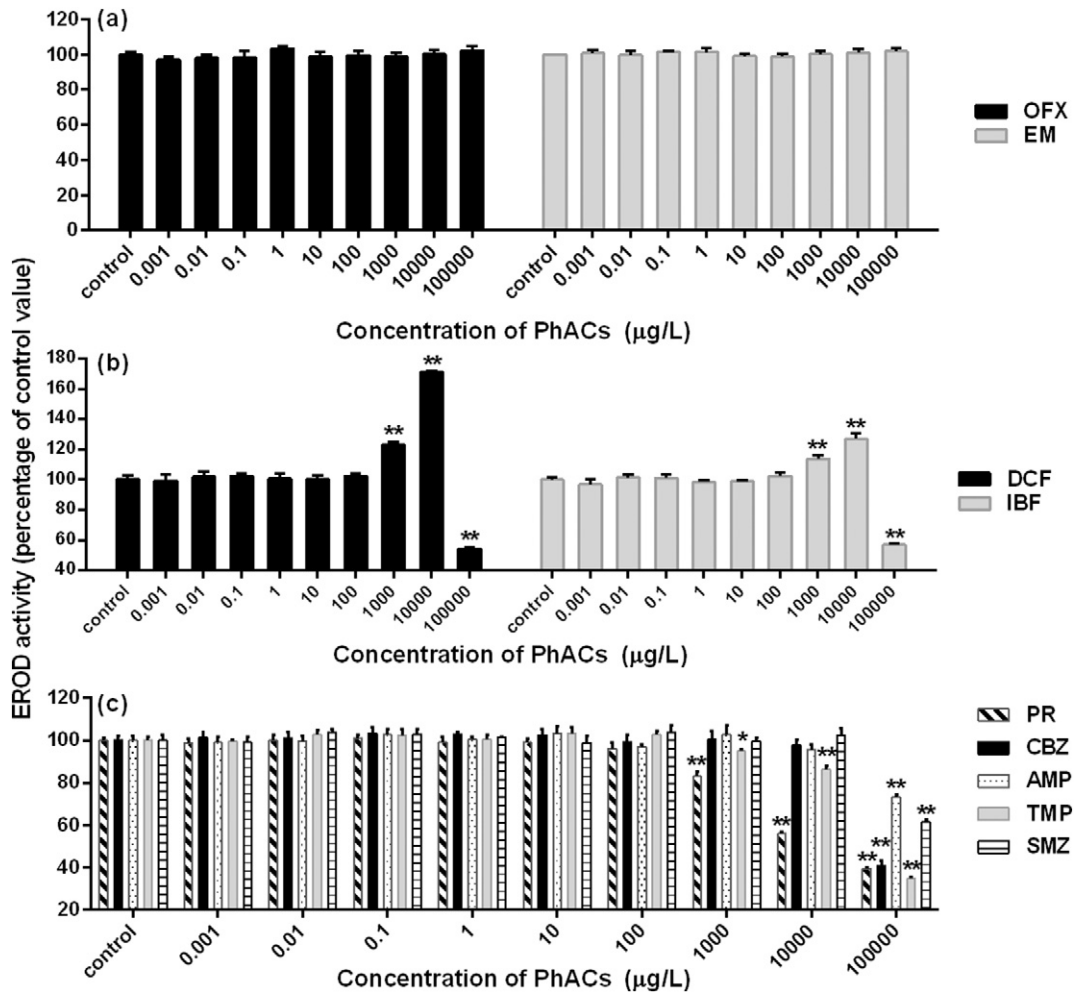 (a)
120
100
80
60
40
20
0
control 0.001 0.01 0.1 1 10 100 1000 10000 100000
control 0.001 0.01 0.1 1 10 100 1000 10000 100000
Concentration of PhACs (μg/L)
OFX
EM
EROD activity (percentage of control value)
(b)
180
160
140
120
100
80
60
40
** ** **
** ** **
control 0.001 0.01 0.1 1 10 100 1000 10000 100000
control 0.001 0.01 0.1 1 10 100 1000 10000 100000
Concentration of PhACs (μg/L)
DCF
IBF
(c)
120
100
80
60
40
20
** *
** **
** ** ** ** **
control 0.001 0.01 0.1 1 10 100 1000 10000 100000
Concentration of PhACs (μg/L)
PR
CBZ
AMP
TMP
SMZ